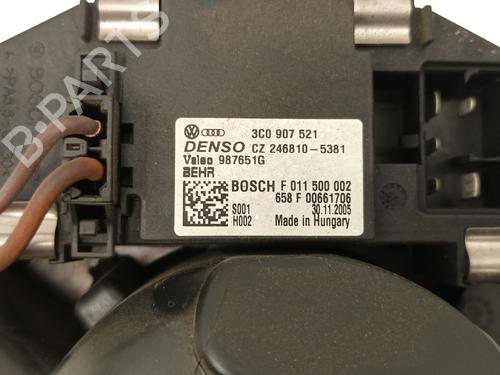 3C0 907 521
DENSO CZ 246810-5381
Valeo 987651G
BEHR
BOSCH F 011 500 002
658 F 00661706
S001 30.11.2005
H002 Made in Hungary
B-PARTS